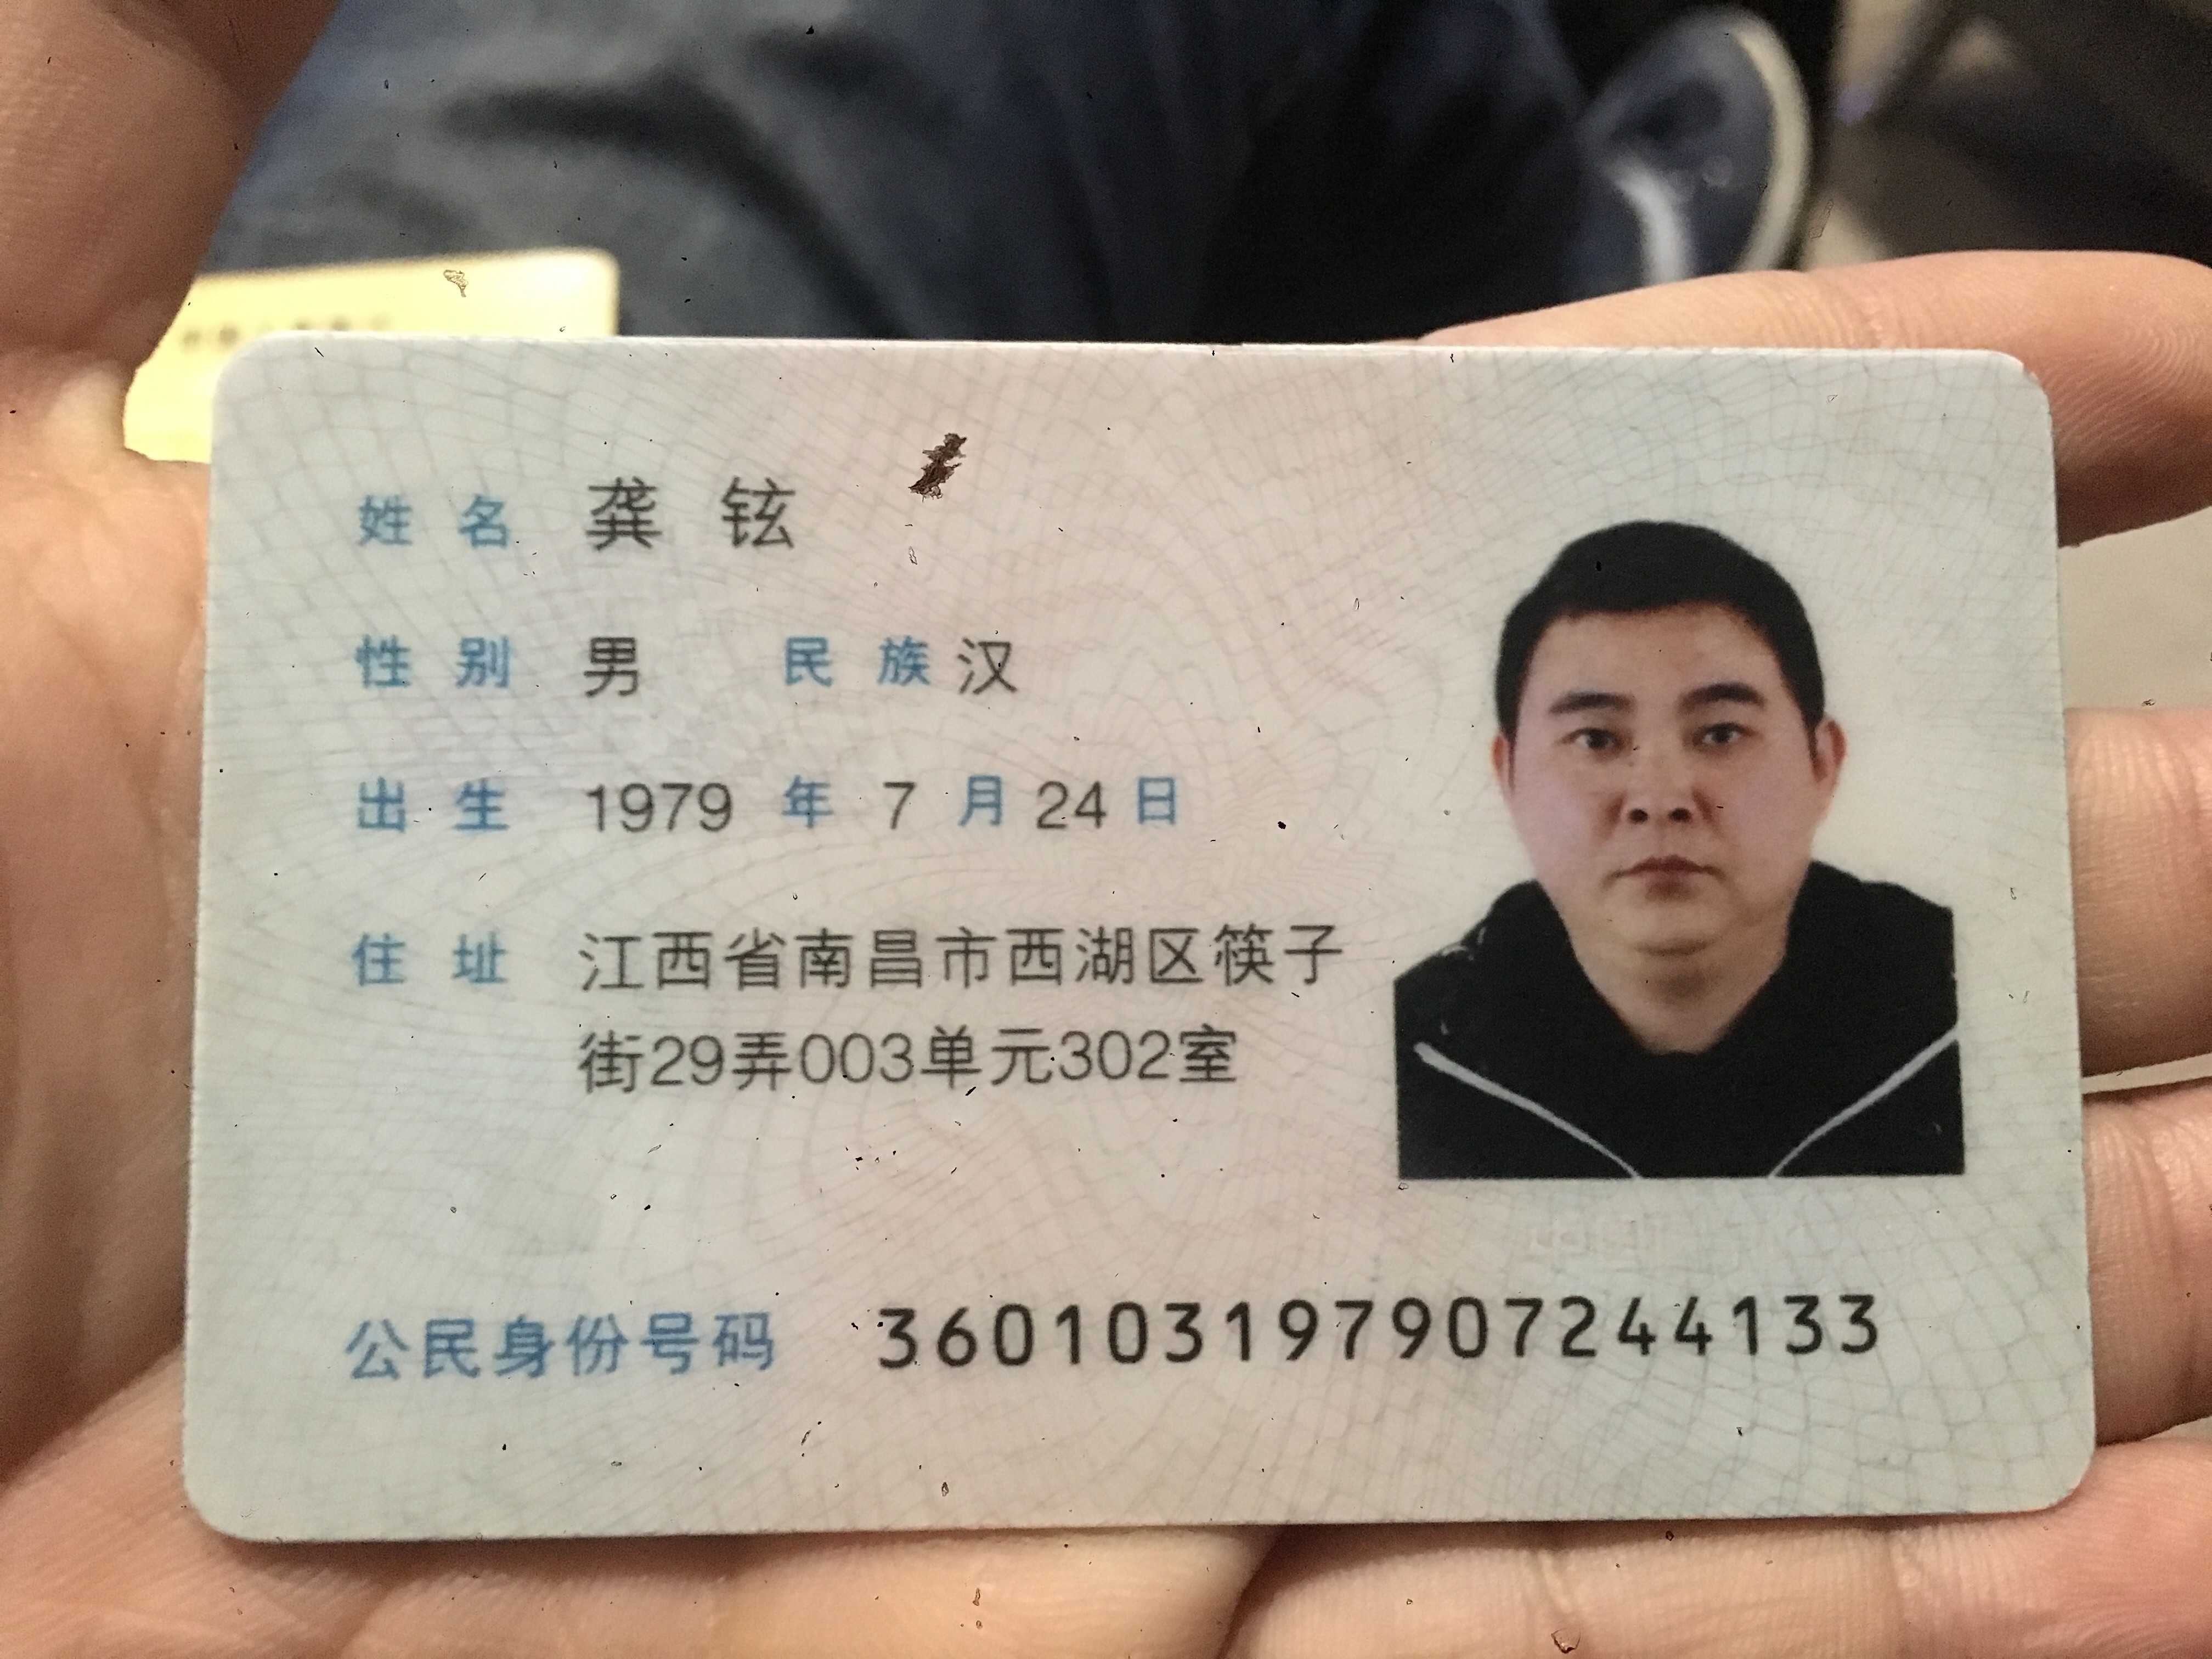 姓名 龚铉
性别 男 民族 汉
出生 1979 年 7 月 24 日
住址 江西省南昌市西湖区筷子
街29弄003单元302室
公民身份号码 360103197907244133